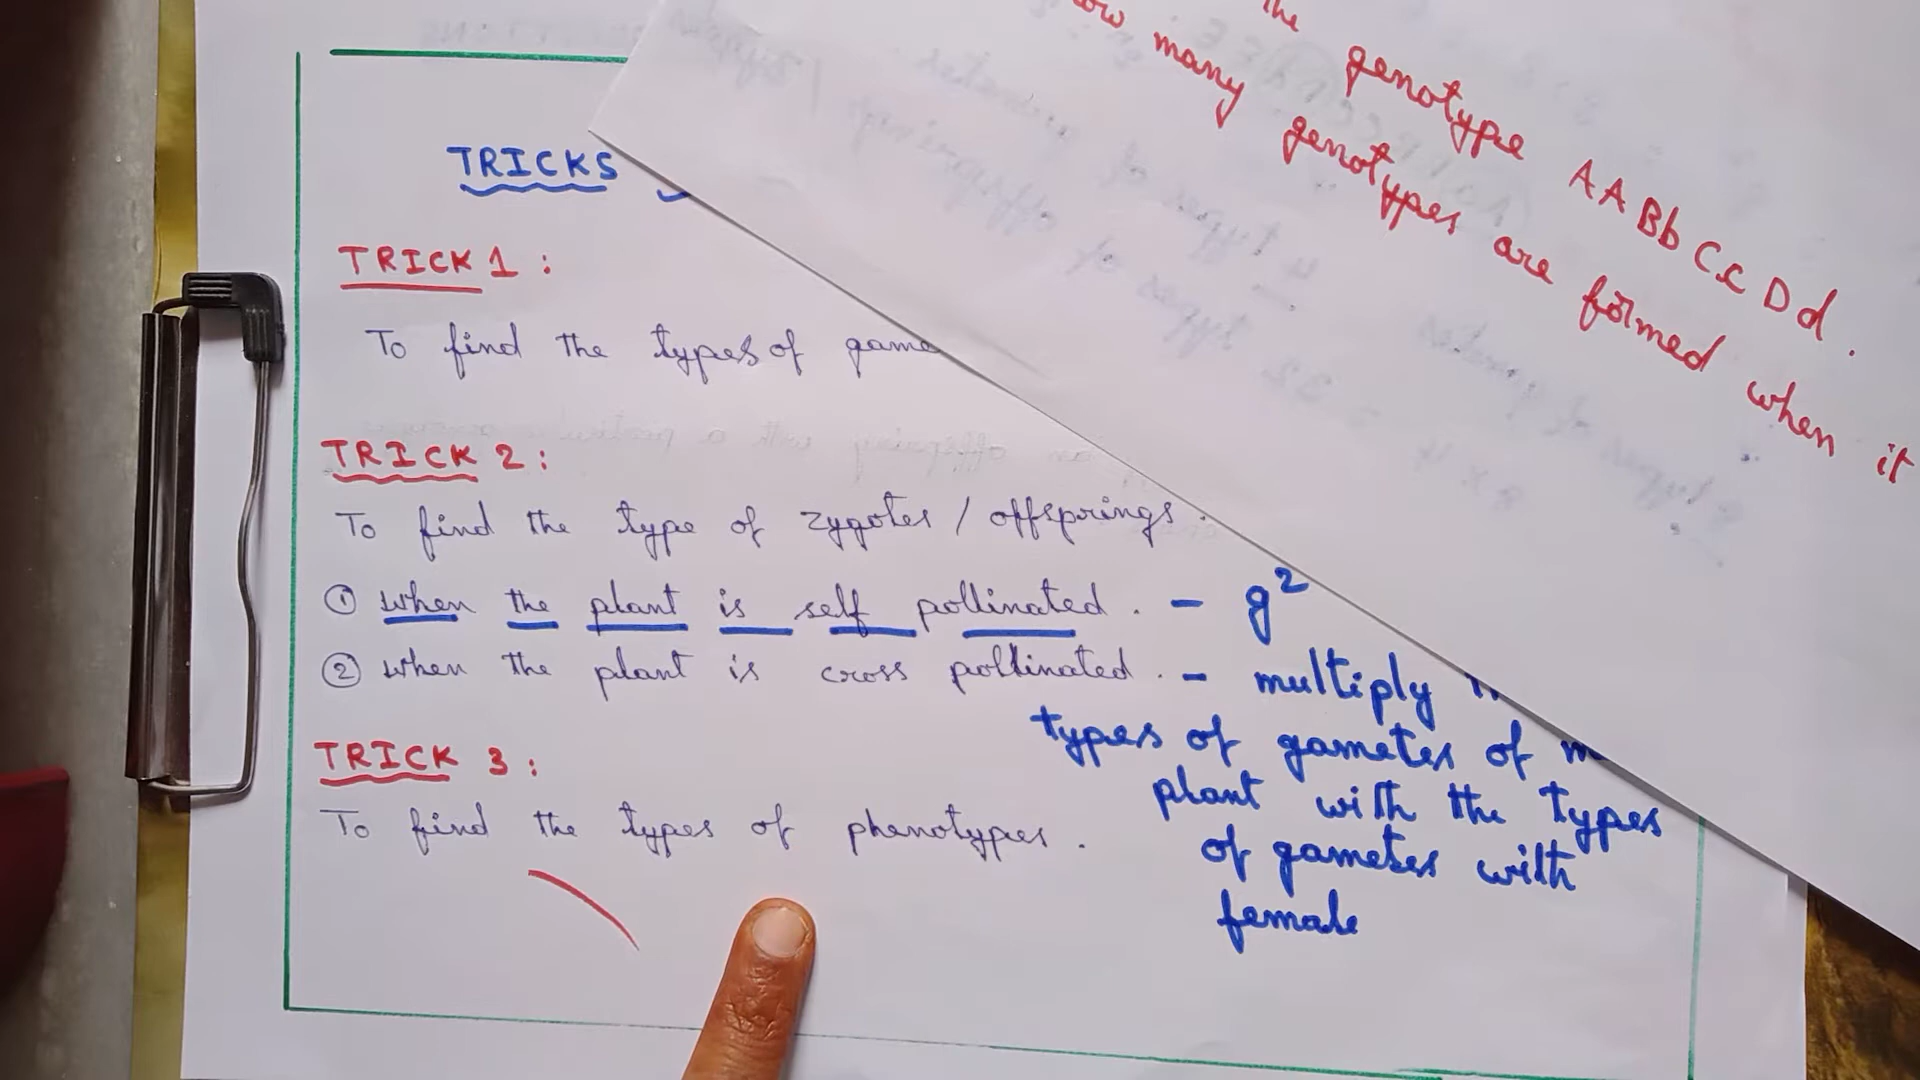 the genotype AABbCcDd.
many genotypes are formed when it
TRICKS
TRICK 1 :
To find the types of game
TRICK 2 :
To find the type of zygotes / offsprings.
① when the plant is self pollinated. - g²
② when the plant is cross pollinated. - multiply
types of gametes of
plant with the types
of gametes with
female
TRICK 3 :
To find the types of phenotypes.